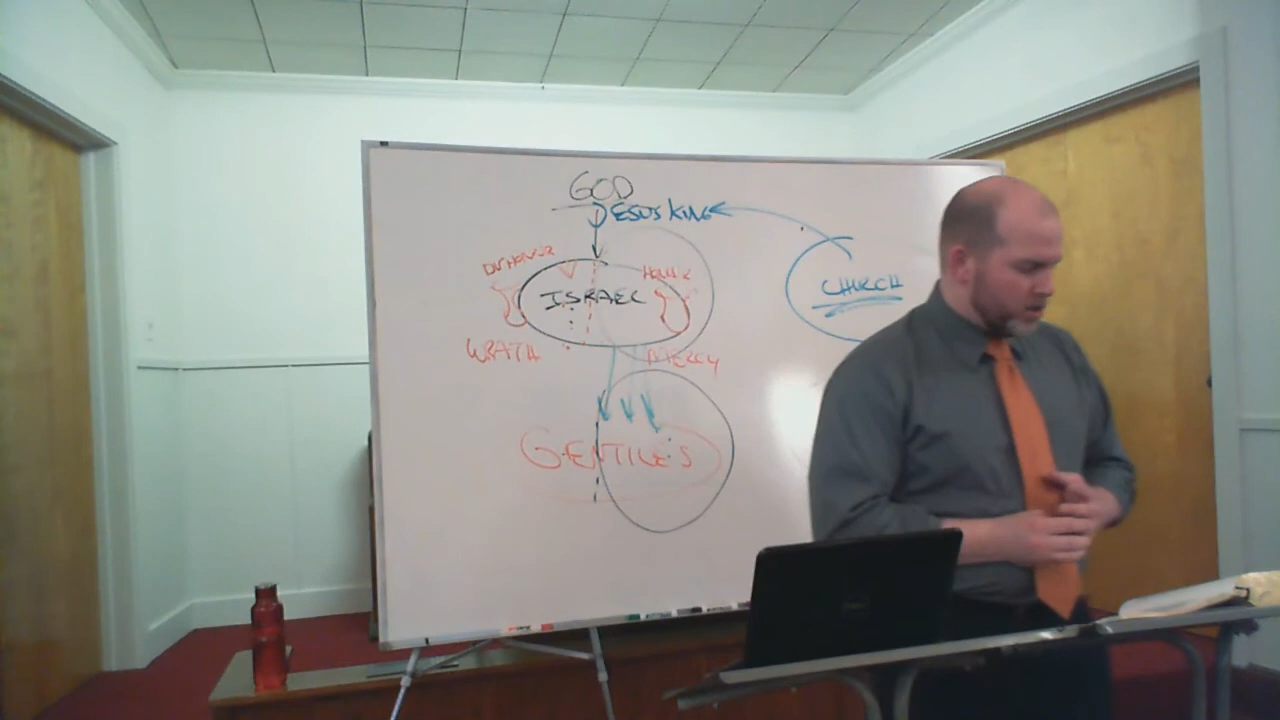 GOD
JESUS KING
DISHONOR
HONOR
ISRAEL
CHURCH
WRATH
MERCY
GENTILES